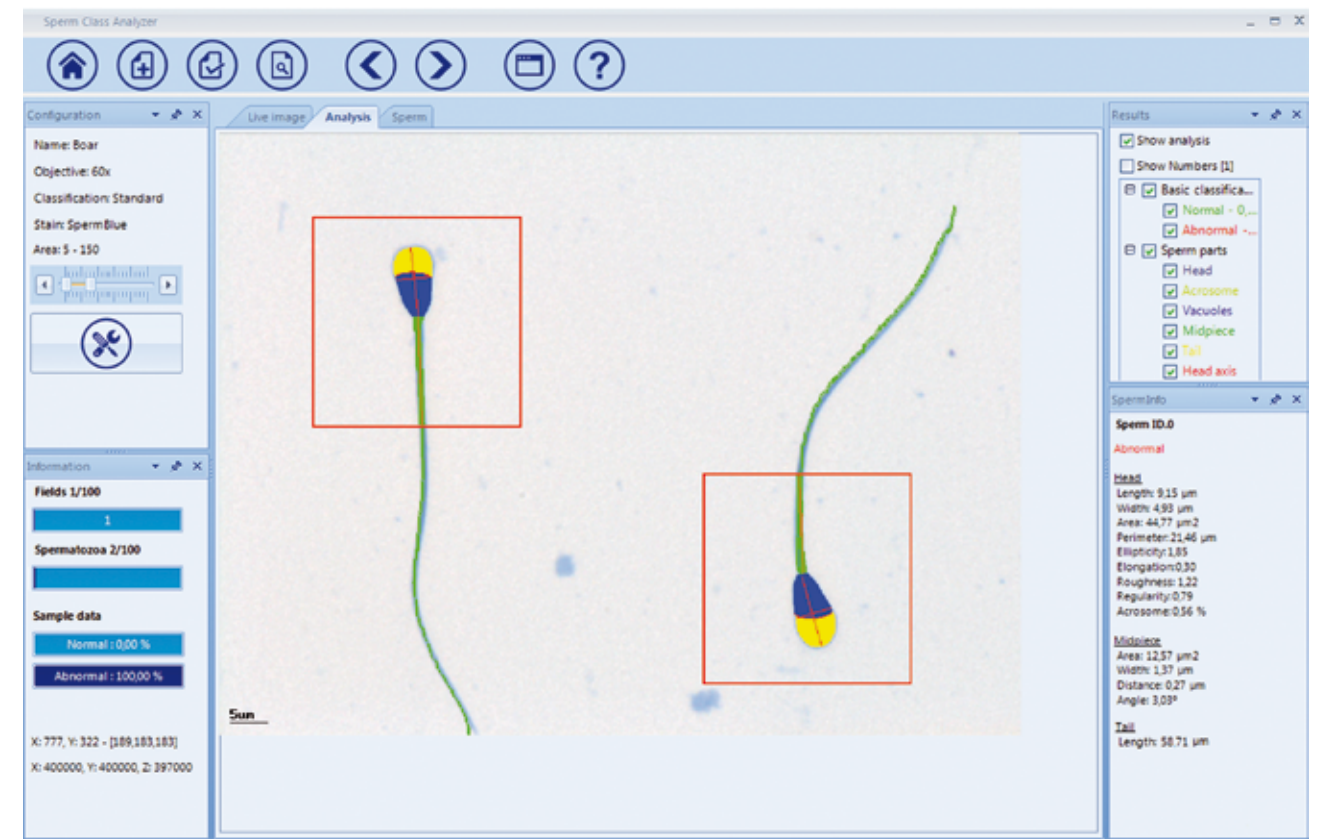 Sperm Class Analyzer
Configuration
Name: Boar
Objective: 60x
Classification: Standard
Stain: SpermBlue
Area: 5 - 150
Information
Fields 1/100
1
Spermatozoa 2/100
Sample data
Normal : 0,00 %
Abnormal : 100,00 %
X: 777, Y: 322 - [189,183,183]
X: 400000, Y: 400000, Z: 397000
Live image Analysis Sperm
5un
Results
Show analysis
Show Numbers [1]
Basic classifica...
Normal - 0,...
Abnormal -...
Sperm parts
Head
Acrosome
Vacuoles
Midpiece
Tail
Head axis
SpermInfo
Sperm ID.0
Abnormal
Head
Length: 9,15 µm
Width: 4,93 µm
Area: 44,77 µm2
Perimeter: 21,46 µm
Ellipticity: 1,85
Elongation:0,30
Roughness: 1,22
Regularity:0,79
Acrosome:0,56 %
Midpiece
Area: 12,57 µm2
Width: 1,37 µm
Distance: 0,27 µm
Angle: 3,03º
Tail
Length: 58.71 µm